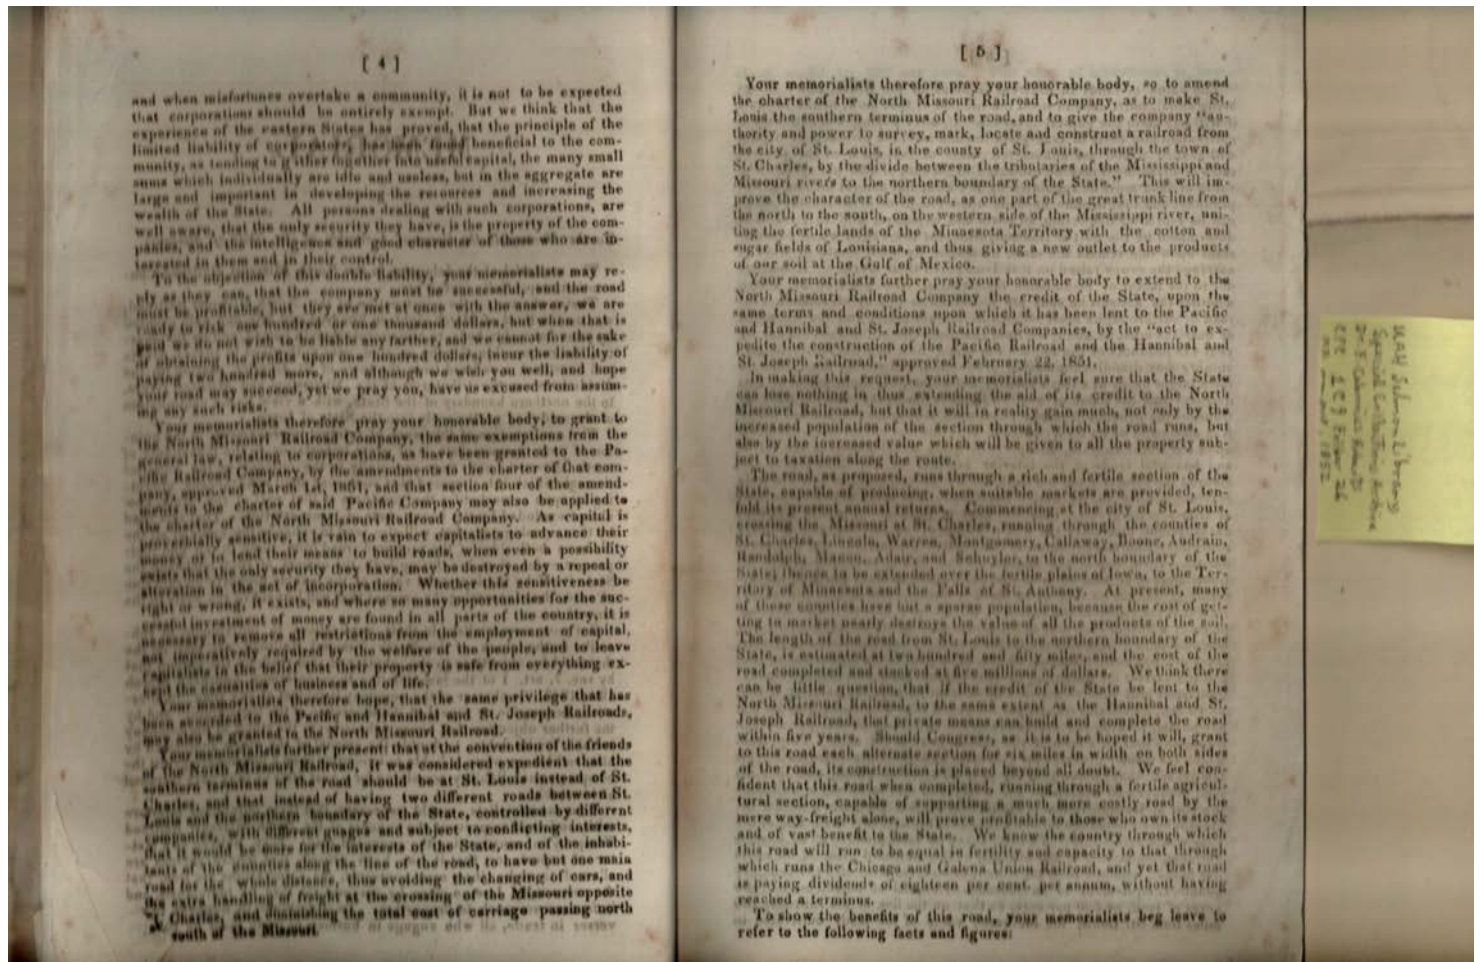 [ 4 ]
and when misfortunes overtake a community, it is not to be expected
that corporations should be entirely exempt. But we think that the
experience of the eastern States has proved, that the principle of the
limited liability of corporators, has been found beneficial to the com-
munity, as tending to gather together into useful capital, the many small
sums which individually are idle and useless, but in the aggregate are
large and important in developing the resources and increasing the
wealth of the State. All persons dealing with such corporations, are
well aware, that the only security they have, is the property of the com-
panies, and the intelligence and good character of those who are in-
terested in them and in their control.
To the objection of this double liability, your memorialists may re-
ply as they can, that the company must be successful, and the road
must be profitable, but they are met at once with the answer, we are
ready to risk one hundred or one thousand dollars, but when that is
paid we do not wish to be liable any farther, and we cannot for the sake
of obtaining the profits upon one hundred dollars, incur the liability of
paying two hundred more, and although we wish you well, and hope
your road may succeed, yet we pray you, have us excused from assum-
ing any such risks.
Your memorialists therefore pray your honorable body, to grant to
the North Missouri Railroad Company, the same exemptions from the
general law, relating to corporations, as have been granted to the Pa-
cific Railroad Company, by the amendments to the charter of that com-
pany, approved March 1st, 1851, and that section four of the amend-
ments to the charter of said Pacific Company may also be applied to
the charter of the North Missouri Railroad Company. As capital is
proverbially sensitive, it is vain to expect capitalists to advance their
money or to lend their means to build roads, when even a possibility
exists that the only security they have, may be destroyed by a repeal or
alteration in the act of incorporation. Whether this sensitiveness be
right or wrong, it exists, and where so many opportunities for the suc-
cessful investment of money are found in all parts of the country, it is
necessary to remove all restrictions from the employment of capital,
not imperatively required by the welfare of the people, and to leave
capitalists in the belief that their property is safe from everything ex-
cept the casualties of business and of life.
Your memorialists therefore hope, that the same privilege that has
been accorded to the Pacific and Hannibal and St. Joseph Railroads,
may also be granted to the North Missouri Railroad.
Your memorialists further present: that at the convention of the friends
of the North Missouri Railroad, it was considered expedient that the
southern terminus of the road should be at St. Louis instead of St.
Charles, and that instead of having two different roads between St.
Louis and the northern boundary of the State, controlled by different
companies, with different guages and subject to conflicting interests,
that it would be more for the interests of the State, and of the inhabi-
tants of the counties along the line of the road, to have but one main
road for the whole distance, thus avoiding the changing of cars, and
the extra handling of freight at the crossing of the Missouri opposite
St. Charles, and diminishing the total cost of carriage passing north
south of the Missouri.
[ 5 ]
Your memorialists therefore pray your honorable body, so to amend
the charter of the North Missouri Railroad Company, as to make St.
Louis the southern terminus of the road, and to give the company "au-
thority and power to survey, mark, locate and construct a railroad from
the city of St. Louis, in the county of St. Louis, through the town of
St. Charles, by the divide between the tributaries of the Mississippi and
Missouri rivers to the northern boundary of the State." This will im-
prove the character of the road, as one part of the great trunk line from
the north to the south, on the western side of the Mississippi river, uni-
ting the fertile lands of the Minnesota Territory with the cotton and
sugar fields of Louisiana, and thus giving a new outlet to the products
of our soil at the Gulf of Mexico.
Your memorialists further pray your honorable body to extend to the
North Missouri Railroad Company the credit of the State, upon the
same terms and conditions upon which it has been lent to the Pacific
and Hannibal and St. Joseph Railroad Companies, by the "act to ex-
pedite the construction of the Pacific Railroad and the Hannibal and
St. Joseph Railroad," approved February 22, 1851.
In making this request, your memorialists feel sure that the State
can lose nothing in thus extending the aid of its credit to the North
Missouri Railroad, but that it will in reality gain much, not only by the
increased population of the section through which the road runs, but
also by the increased value which will be given to all the property sub-
ject to taxation along the route.
The road, as proposed, runs through a rich and fertile section of the
State, capable of producing, when suitable markets are provided, ten-
fold its present annual returns. Commencing at the city of St. Louis,
crossing the Missouri at St. Charles, running through the counties of
St. Charles, Lincoln, Warren, Montgomery, Callaway, Boone, Audrain,
Randolph, Macon, Adair, and Schuyler, to the north boundary of the
State; thence to be extended over the fertile plains of Iowa, to the Ter-
ritory of Minnesota and the Falls of St. Anthony. At present, many
of these counties have but a sparse population, because the cost of get-
ting to market nearly destroys the value of all the products of the soil.
The length of the road from St. Louis to the northern boundary of the
State, is estimated at two hundred and fifty miles, and the cost of the
road completed and stocked at five millions of dollars. We think there
can be little question, that if the credit of the State be lent to the
North Missouri Railroad, to the same extent as the Hannibal and St.
Joseph Railroad, that private means can build and complete the road
within five years. Should Congress, as it is to be hoped it will, grant
to this road each alternate section for six miles in width on both sides
of the road, its construction is placed beyond all doubt. We feel con-
fident that this road when completed, running through a fertile agricul-
tural section, capable of supporting a much more costly road by the
mere way-freight alone, will prove profitable to those who own its stock
and of vast benefit to the State. We know the country through which
this road will run to be equal in fertility and capacity to that through
which runs the Chicago and Galena Union Railroad, and yet that road
is paying dividends of eighteen per cent. per annum, without having
reached a terminus.
To show the benefits of this road, your memorialists beg leave to
refer to the following facts and figures:
UAH Salmon Library
Special Collections Archive
1852